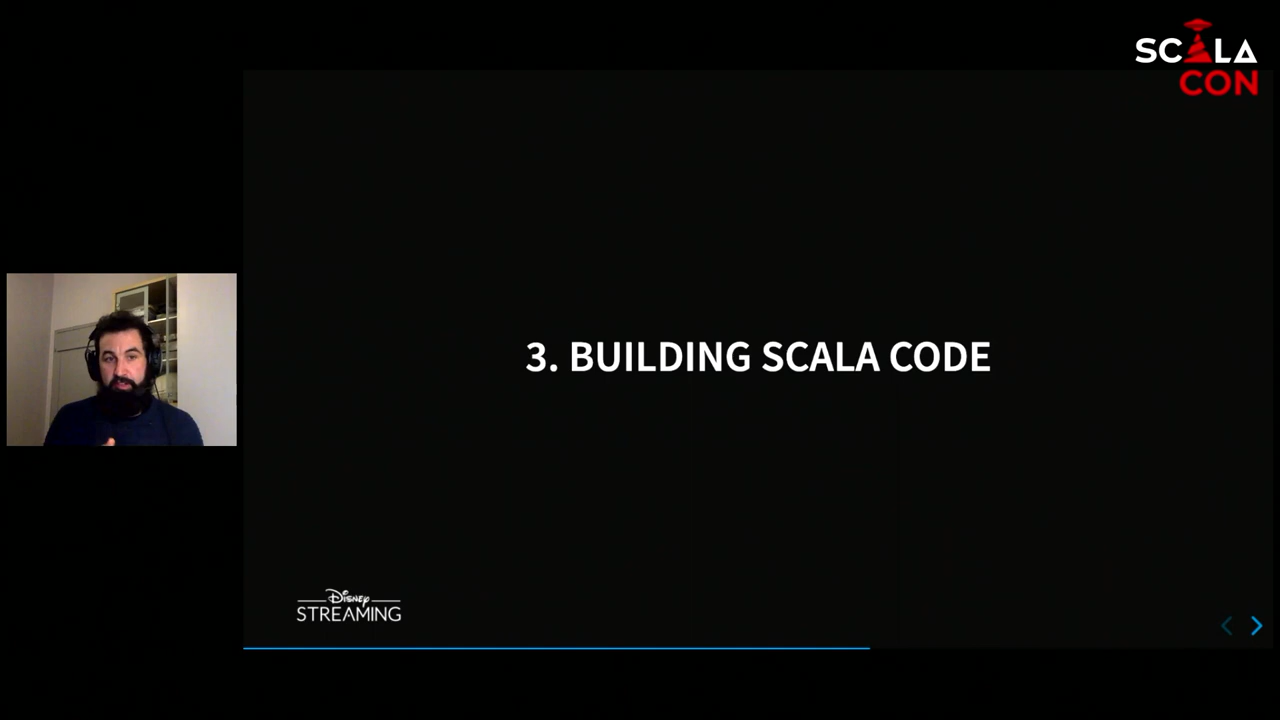 SCALA
CON
3. BUILDING SCALA CODE
Disney
STREAMING